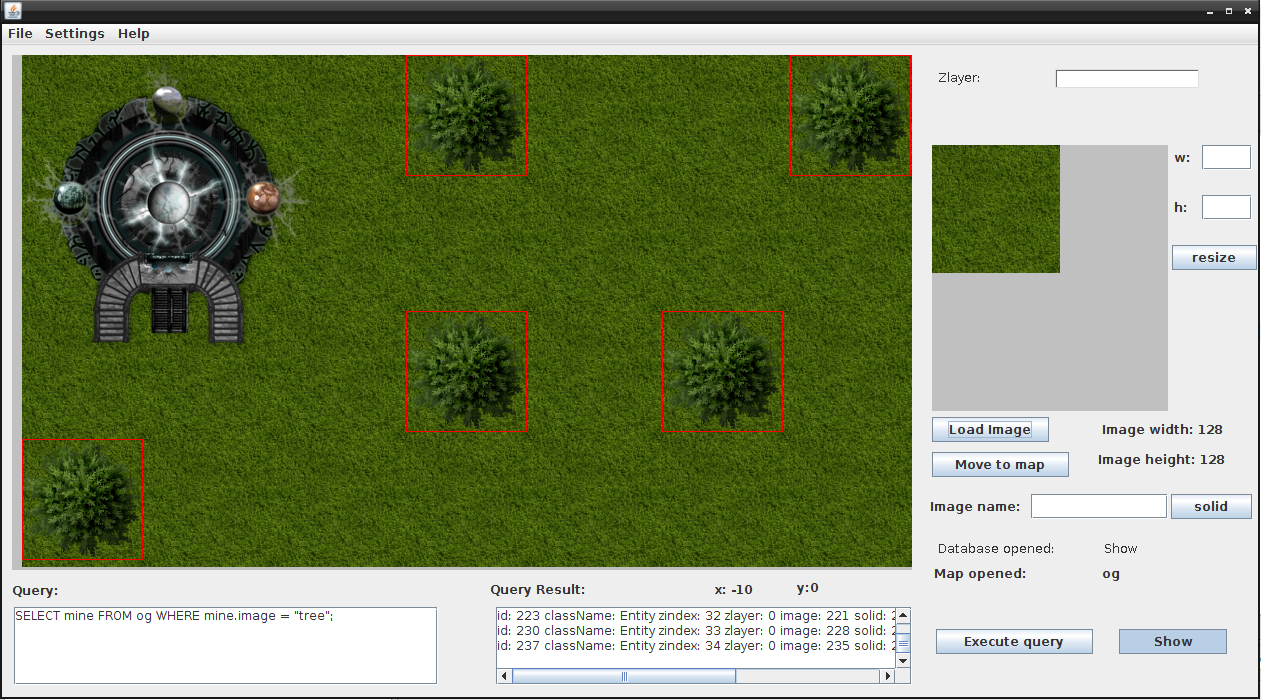 File Settings Help
Zlayer:
w:
h:
resize
Load Image
Image width: 128
Move to map
Image height: 128
Image name:
solid
Database opened: Show
Map opened: og
Query:
Query Result:
x: -10
y:0
SELECT mine FROM og WHERE mine.image = "tree";
id: 223 className: Entity zindex: 32 zlayer: 0 image: 221 solid: 2
id: 230 className: Entity zindex: 33 zlayer: 0 image: 228 solid: 2
id: 237 className: Entity zindex: 34 zlayer: 0 image: 235 solid: 2
Execute query
Show